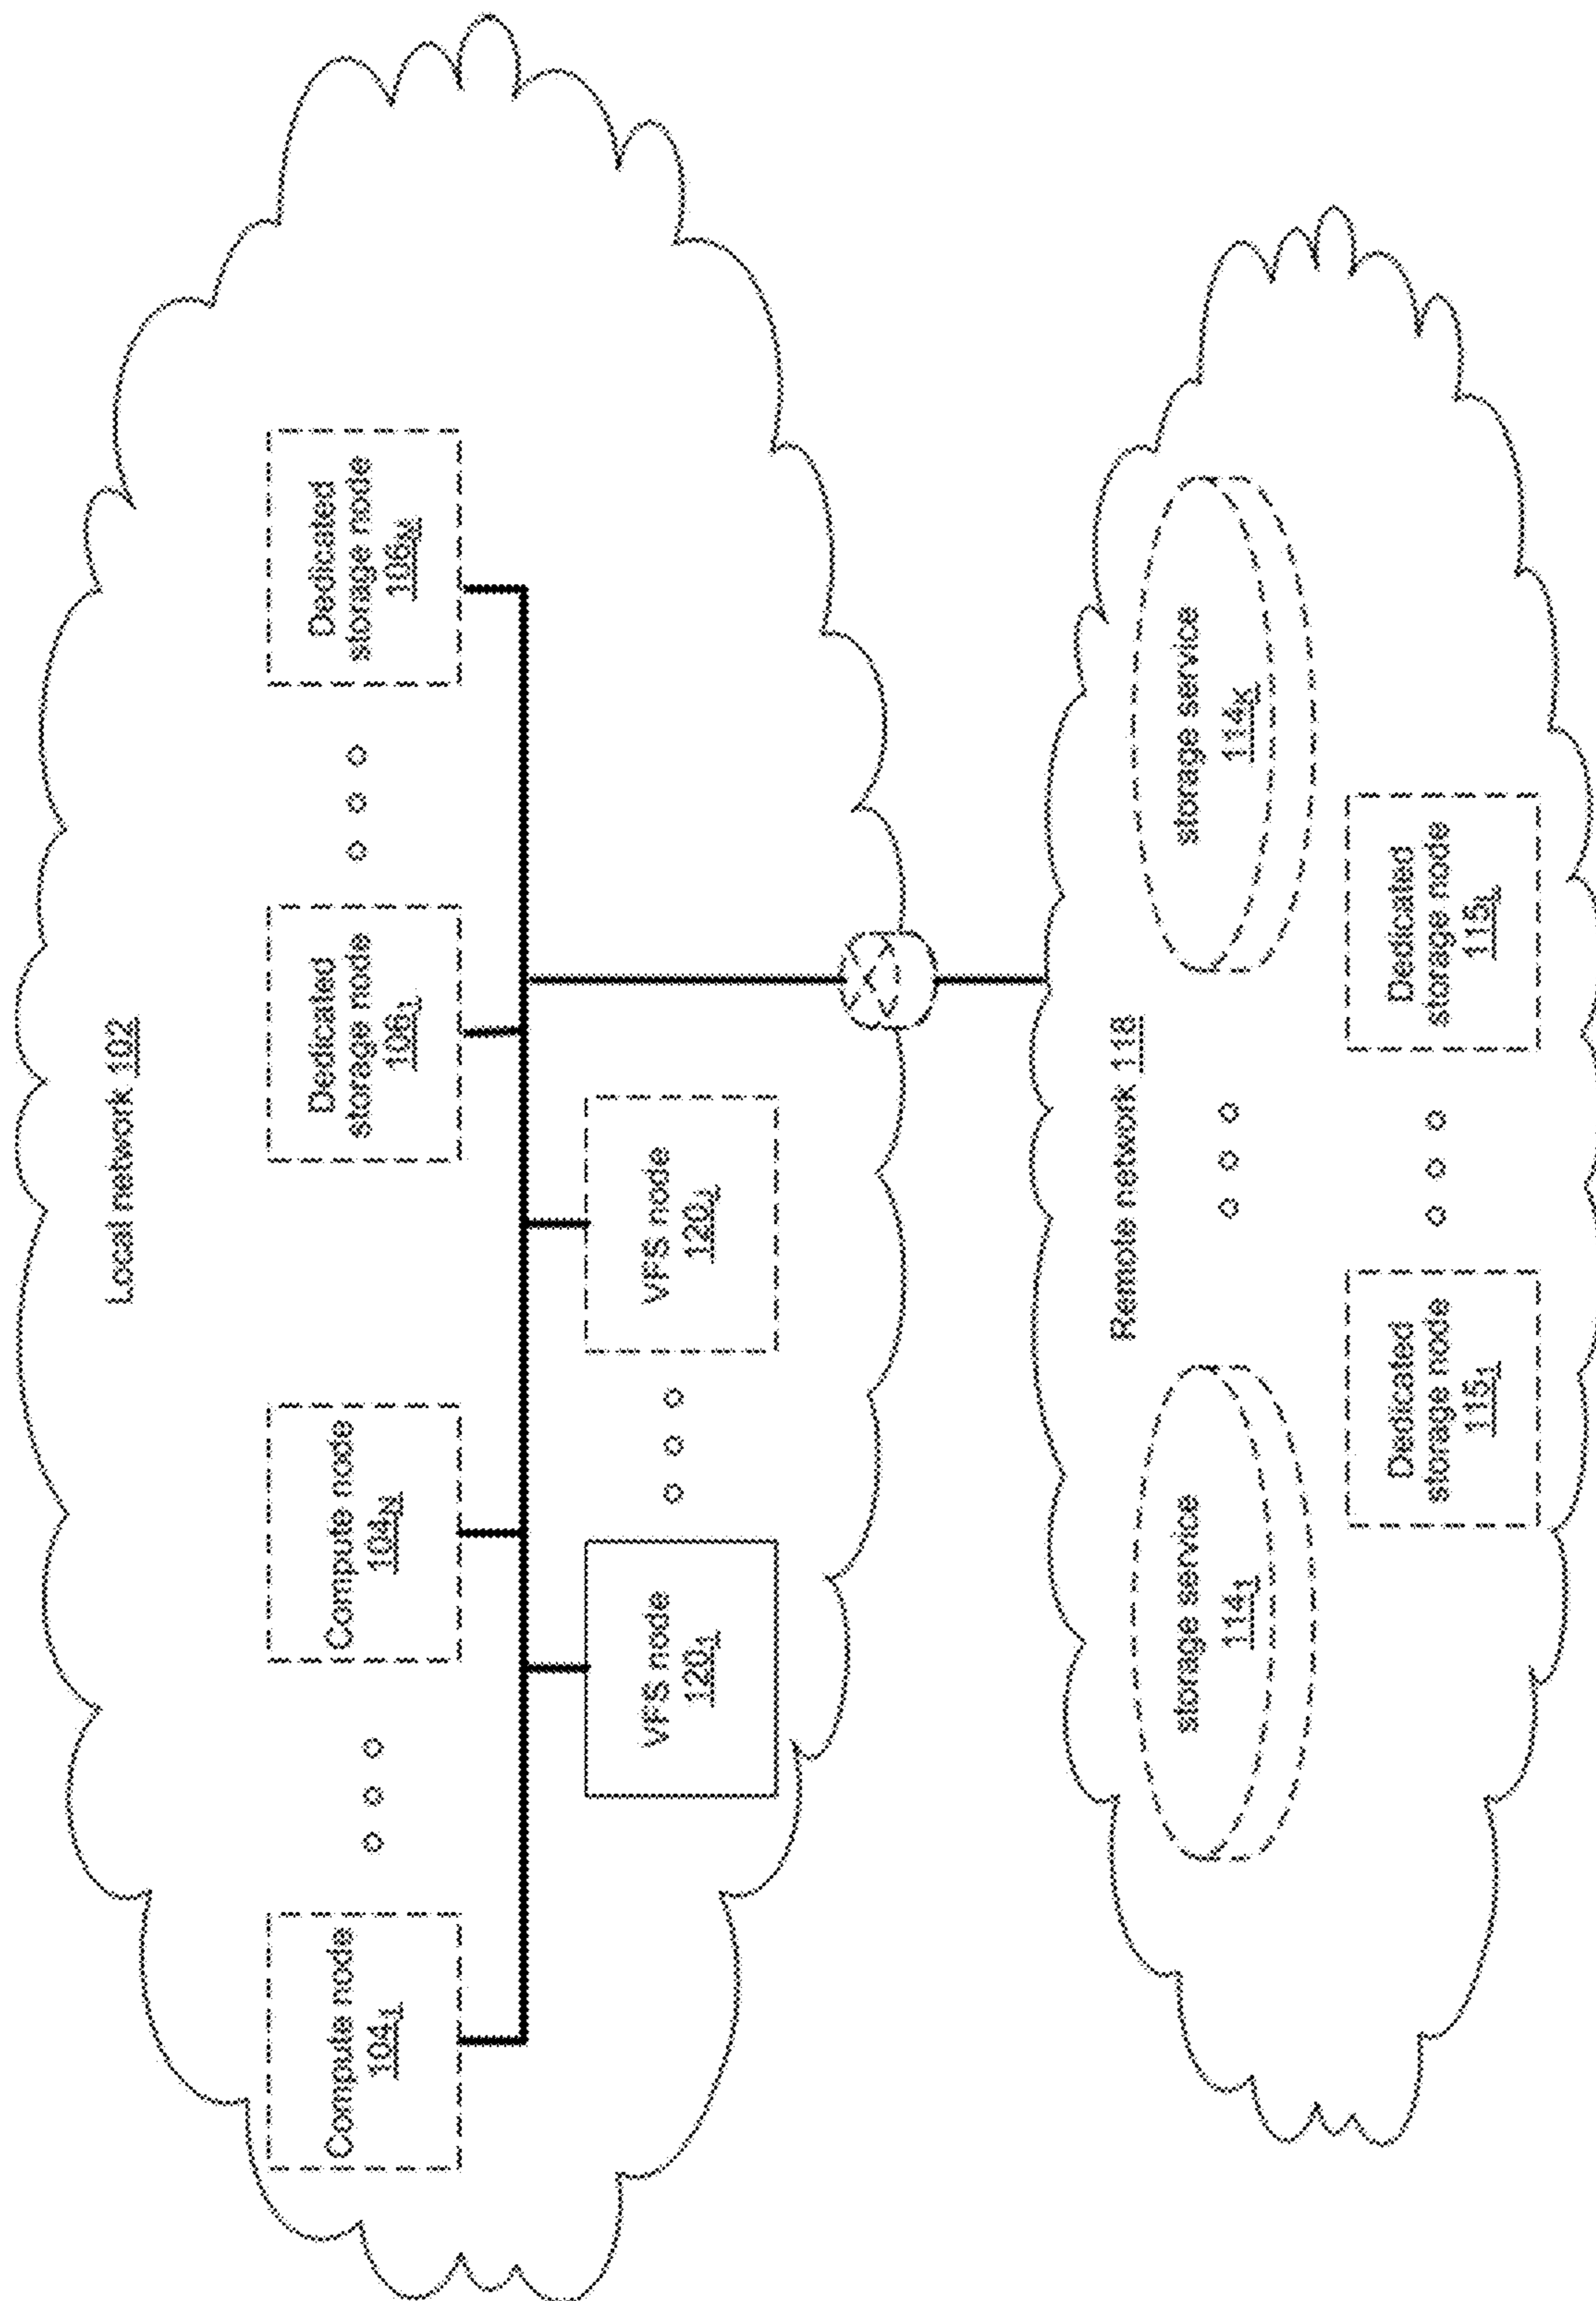 Local network 102
Compute node
104₁
Compute node
104N
Dedicated
storage node
106₁
Dedicated
storage node
106M
VFS node
120₁
VFS node
120J
Remote network 118
storage service
114₁
storage service
114K
Dedicated
storage node
115₁
Dedicated
storage node
115L